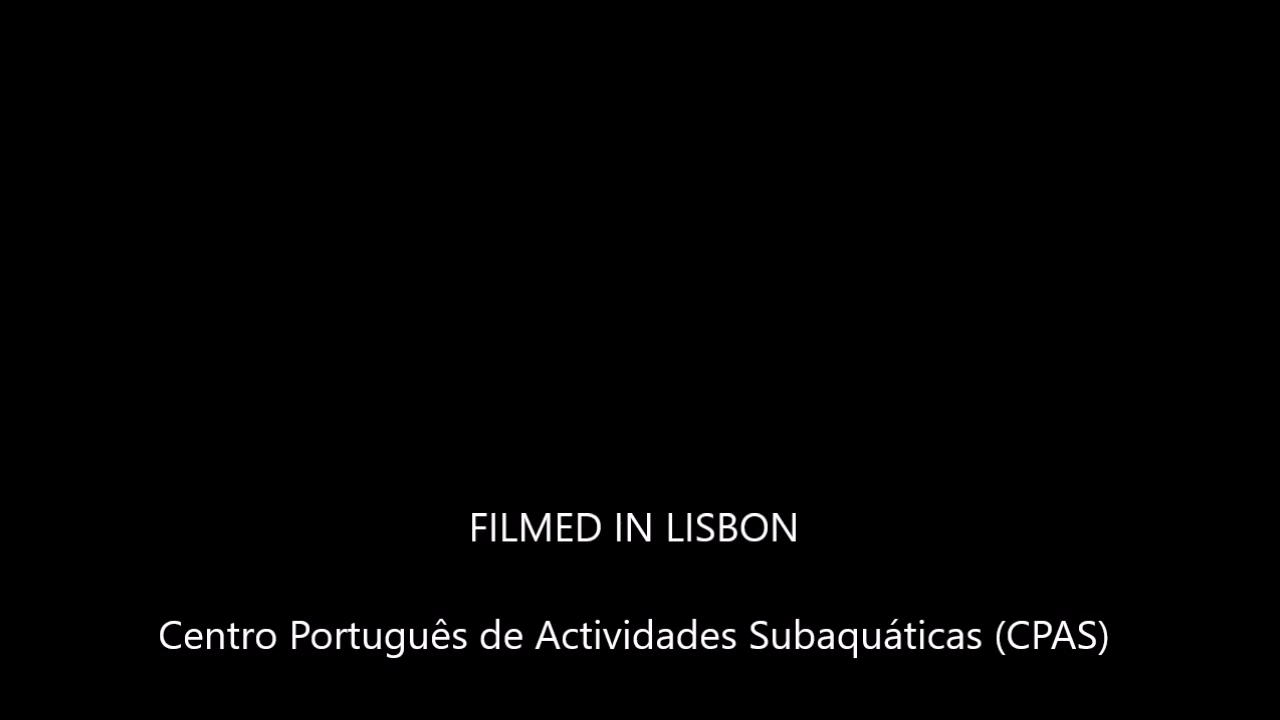 FILMED IN LISBON
Centro Português de Actividades Subaquáticas (CPAS)